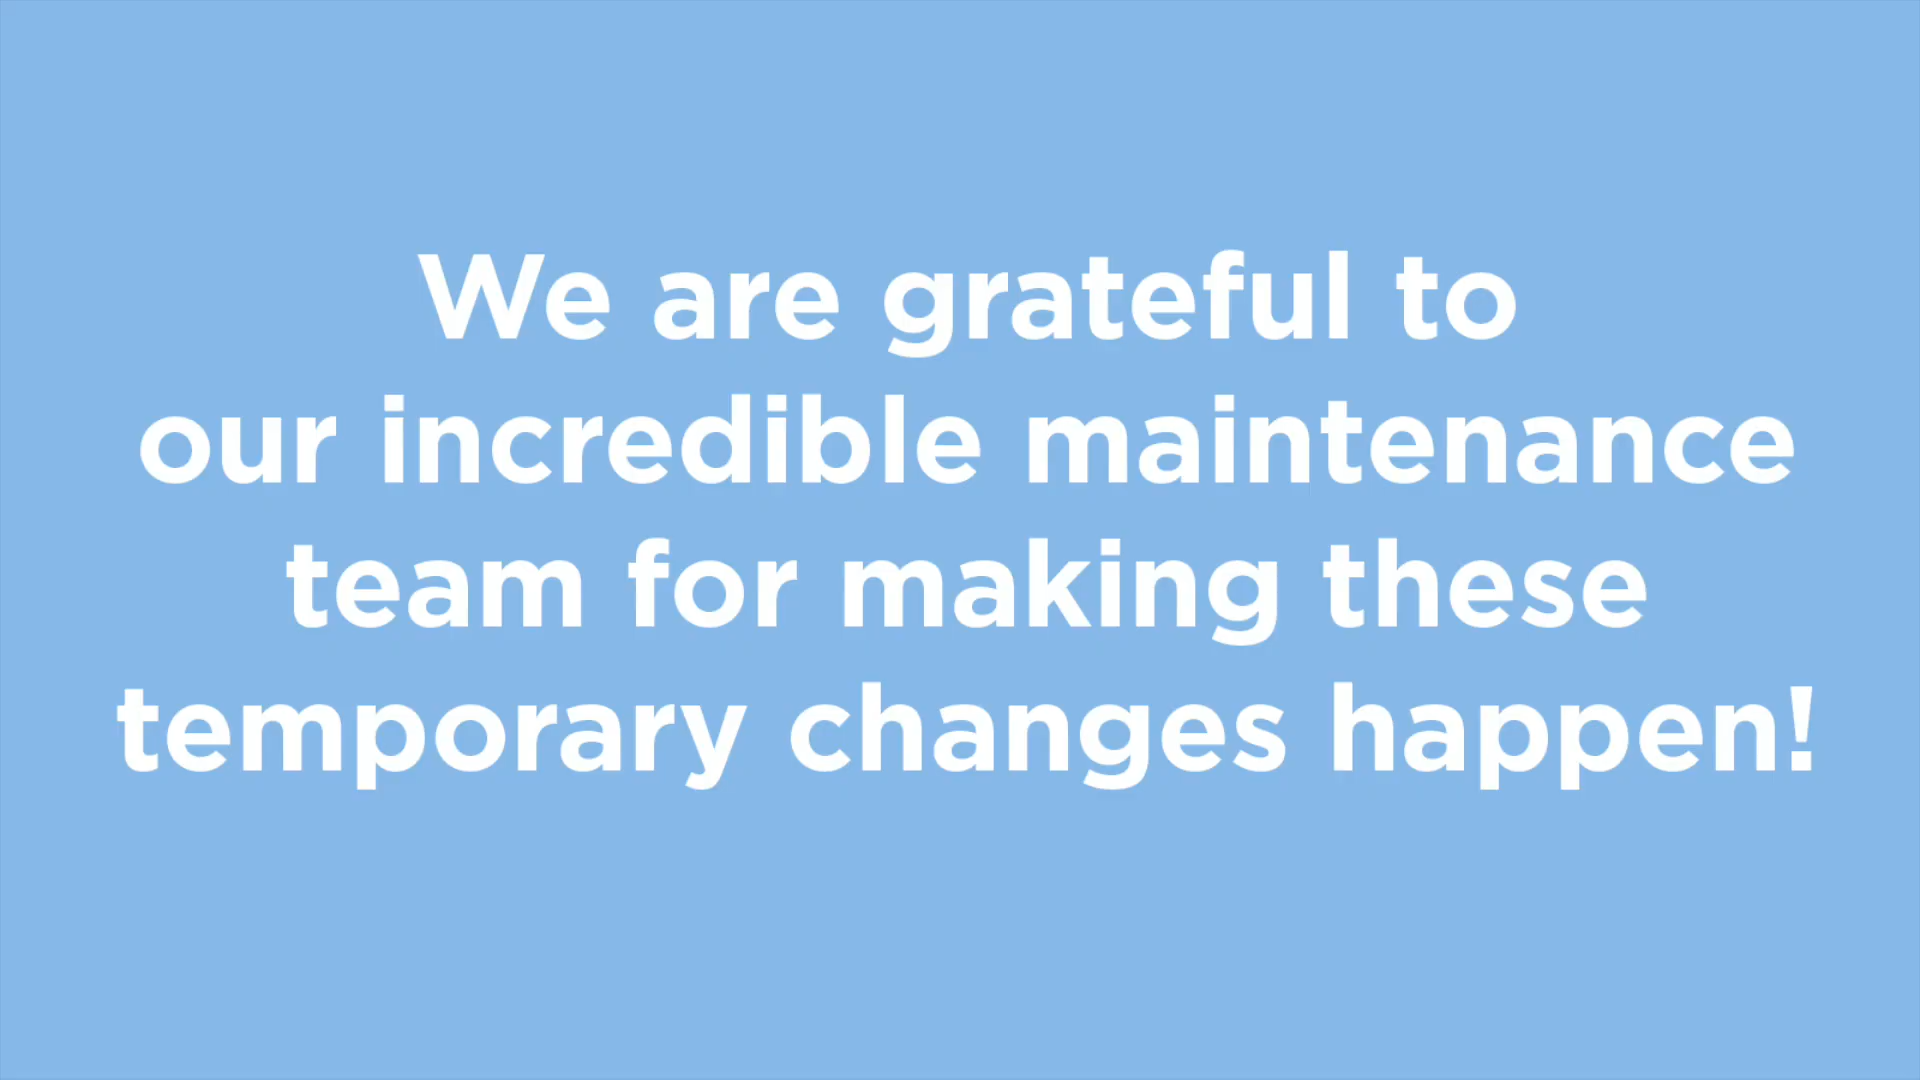 We are grateful to
our incredible maintenance
team for making these
temporary changes happen!